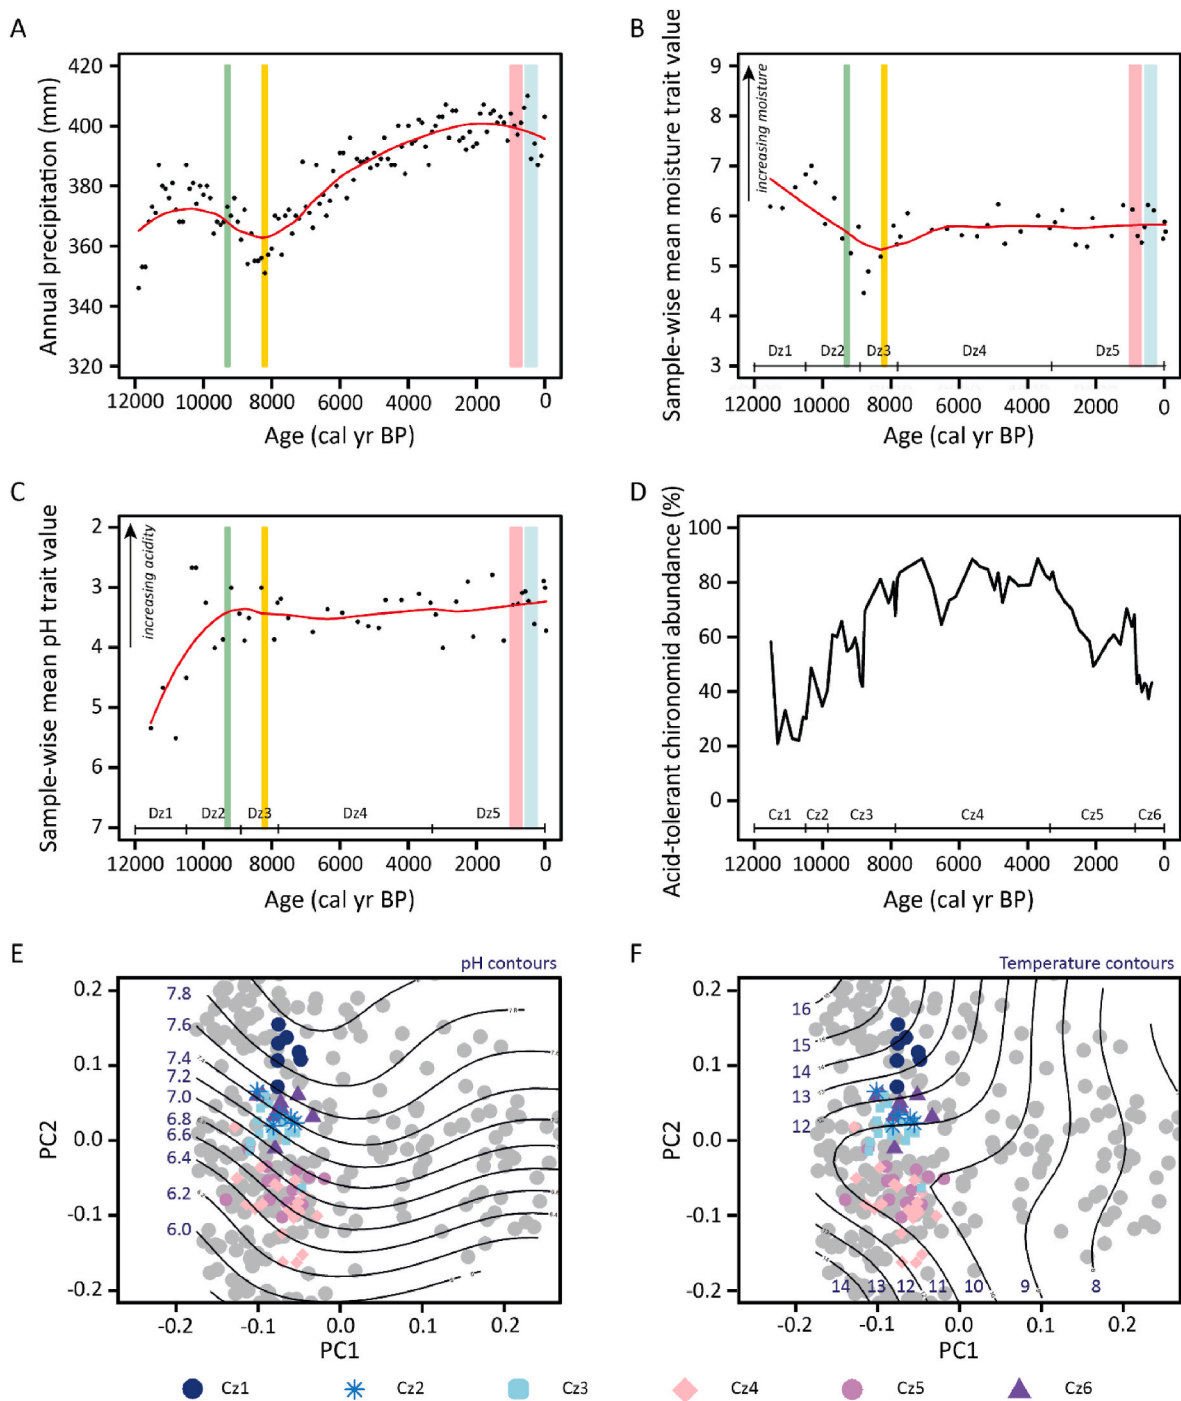 A
Annual precipitation (mm)
420
400
380
360
340
320
12000 10000 8000 6000 4000 2000 0
Age (cal yr BP)
B
Sample-wise mean moisture trait value
increasing moisture
9
8
7
6
5
4
3
Dz1 Dz2 Dz3 Dz4 Dz5
12000 10000 8000 6000 4000 2000 0
Age (cal yr BP)
C
Sample-wise mean pH trait value
increasing acidity
2
3
4
5
6
7
Dz1 Dz2 Dz3 Dz4 Dz5
12000 10000 8000 6000 4000 2000 0
Age (cal yr BP)
D
Acid-tolerant chironomid abundance (%)
100
80
60
40
20
0
Cz1 Cz2 Cz3 Cz4 Cz5 Cz6
12000 10000 8000 6000 4000 2000 0
Age (cal yr BP)
E
pH contours
PC2
0.2
0.1
0.0
-0.1
-0.2
7.8
7.6
7.4
7.2
7.0
6.8
6.6
6.4
6.2
6.0
-0.2 -0.1 0.0 0.1 0.2
PC1
F
Temperature contours
PC2
0.2
0.1
0.0
-0.1
-0.2
16
15
14
13
12
14 13 12 11 10 9 8
-0.2 -0.1 0.0 0.1 0.2
PC1
Cz1 Cz2 Cz3 Cz4 Cz5 Cz6